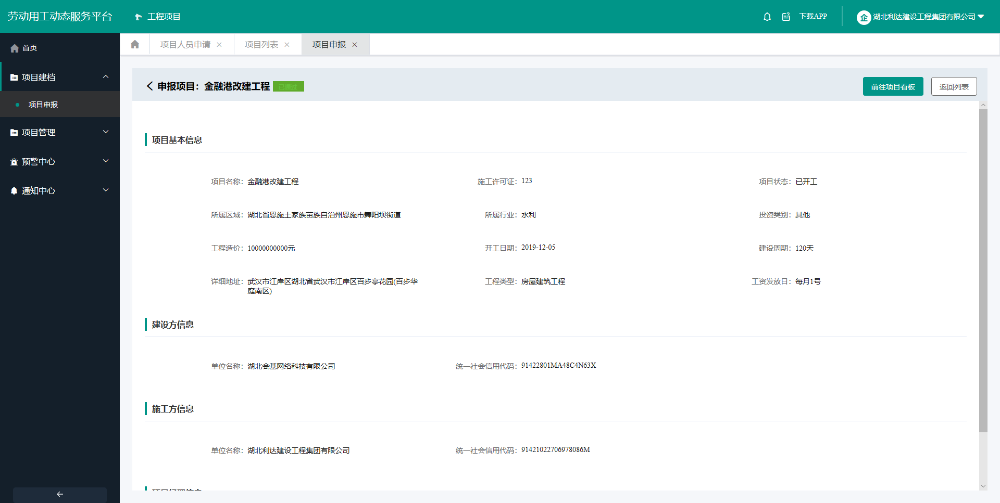 劳动用工动态服务平台
工程项目
下载APP
企
湖北利达建设工程集团有限公司
首页
项目建档
项目申报
项目管理
预警中心
通知中心
项目人员申请
项目列表
项目申报
申报项目：金融港改建工程
已通过
前往项目看板
返回列表
项目基本信息
项目名称：金融港改建工程
施工许可证：123
项目状态：已开工
所属区域：湖北省恩施土家族苗族自治州恩施市舞阳坝街道
所属行业：水利
投资类别：其他
工程造价：10000000000元
开工日期：2019-12-05
建设周期：120天
详细地址：武汉市江岸区湖北省武汉市江岸区百步亭花园(百步华
庭南区)
工程类型：房屋建筑工程
工资发放日：每月1号
建设方信息
单位名称：湖北会基网络科技有限公司
统一社会信用代码：91422801MA48C4N63X
施工方信息
单位名称：湖北利达建设工程集团有限公司
统一社会信用代码：91421022706978086M
项目经理信息